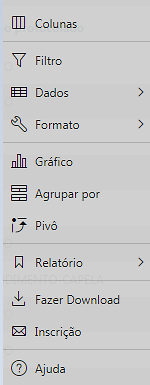 Colunas
Filtro
Dados
Formato
Gráfico
Agrupar por
Pivô
Relatório
Fazer Download
Inscrição
Ajuda